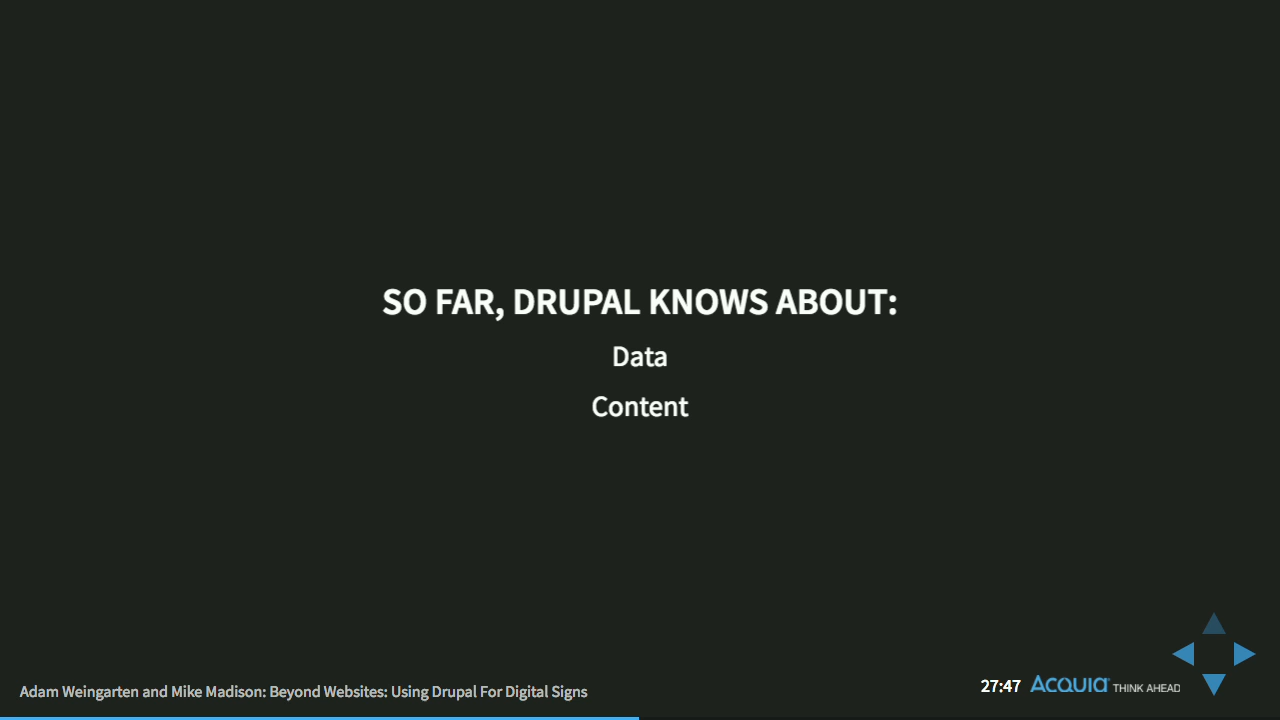 SO FAR, DRUPAL KNOWS ABOUT:
Data
Content
Adam Weingarten and Mike Madison: Beyond Websites: Using Drupal For Digital Signs
27:47 ACQUIA THINK AHEAD